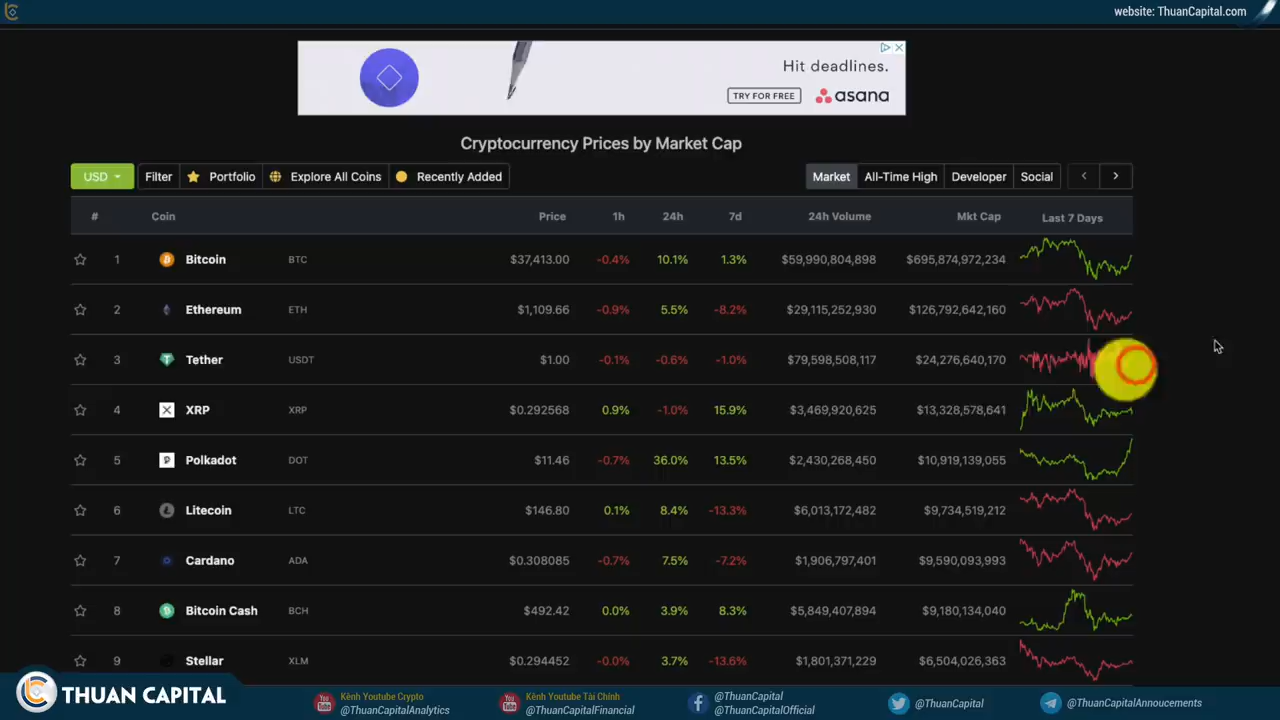 website: ThuanCapital.com
Hit deadlines.
TRY FOR FREE asana
Cryptocurrency Prices by Market Cap
USD Filter Portfolio Explore All Coins Recently Added Market All-Time High Developer Social
# Coin Price 1h 24h 7d 24h Volume Mkt Cap Last 7 Days
1 Bitcoin BTC $37,413.00 -0.4% 10.1% 1.3% $59,990,804,898 $695,874,972,234
2 Ethereum ETH $1,109.66 -0.9% 5.5% -8.2% $29,115,252,930 $126,792,642,160
3 Tether USDT $1.00 -0.1% -0.6% -1.0% $79,598,508,117 $24,276,640,170
4 XRP XRP $0.292568 0.9% -1.0% 15.9% $3,469,920,625 $13,328,578,641
5 Polkadot DOT $11.46 -0.7% 36.0% 13.5% $2,430,268,450 $10,919,139,055
6 Litecoin LTC $146.80 0.1% 8.4% -13.3% $6,013,172,482 $9,734,519,212
7 Cardano ADA $0.308085 -0.7% 7.5% -7.2% $1,906,797,401 $9,590,093,993
8 Bitcoin Cash BCH $492.42 0.0% 3.9% 8.3% $5,849,407,894 $9,180,134,040
9 Stellar XLM $0.294452 -0.0% 3.7% -13.6% $1,801,371,229 $6,504,026,363
THUAN CAPITAL
Kênh Youtube Crypto
@ThuanCapitalAnalytics
Kênh Youtube Tài Chính
@ThuanCapitalFinancial
@ThuanCapital
@ThuanCapitalOfficial
@ThuanCapital
@ThuanCapitalAnnoucements